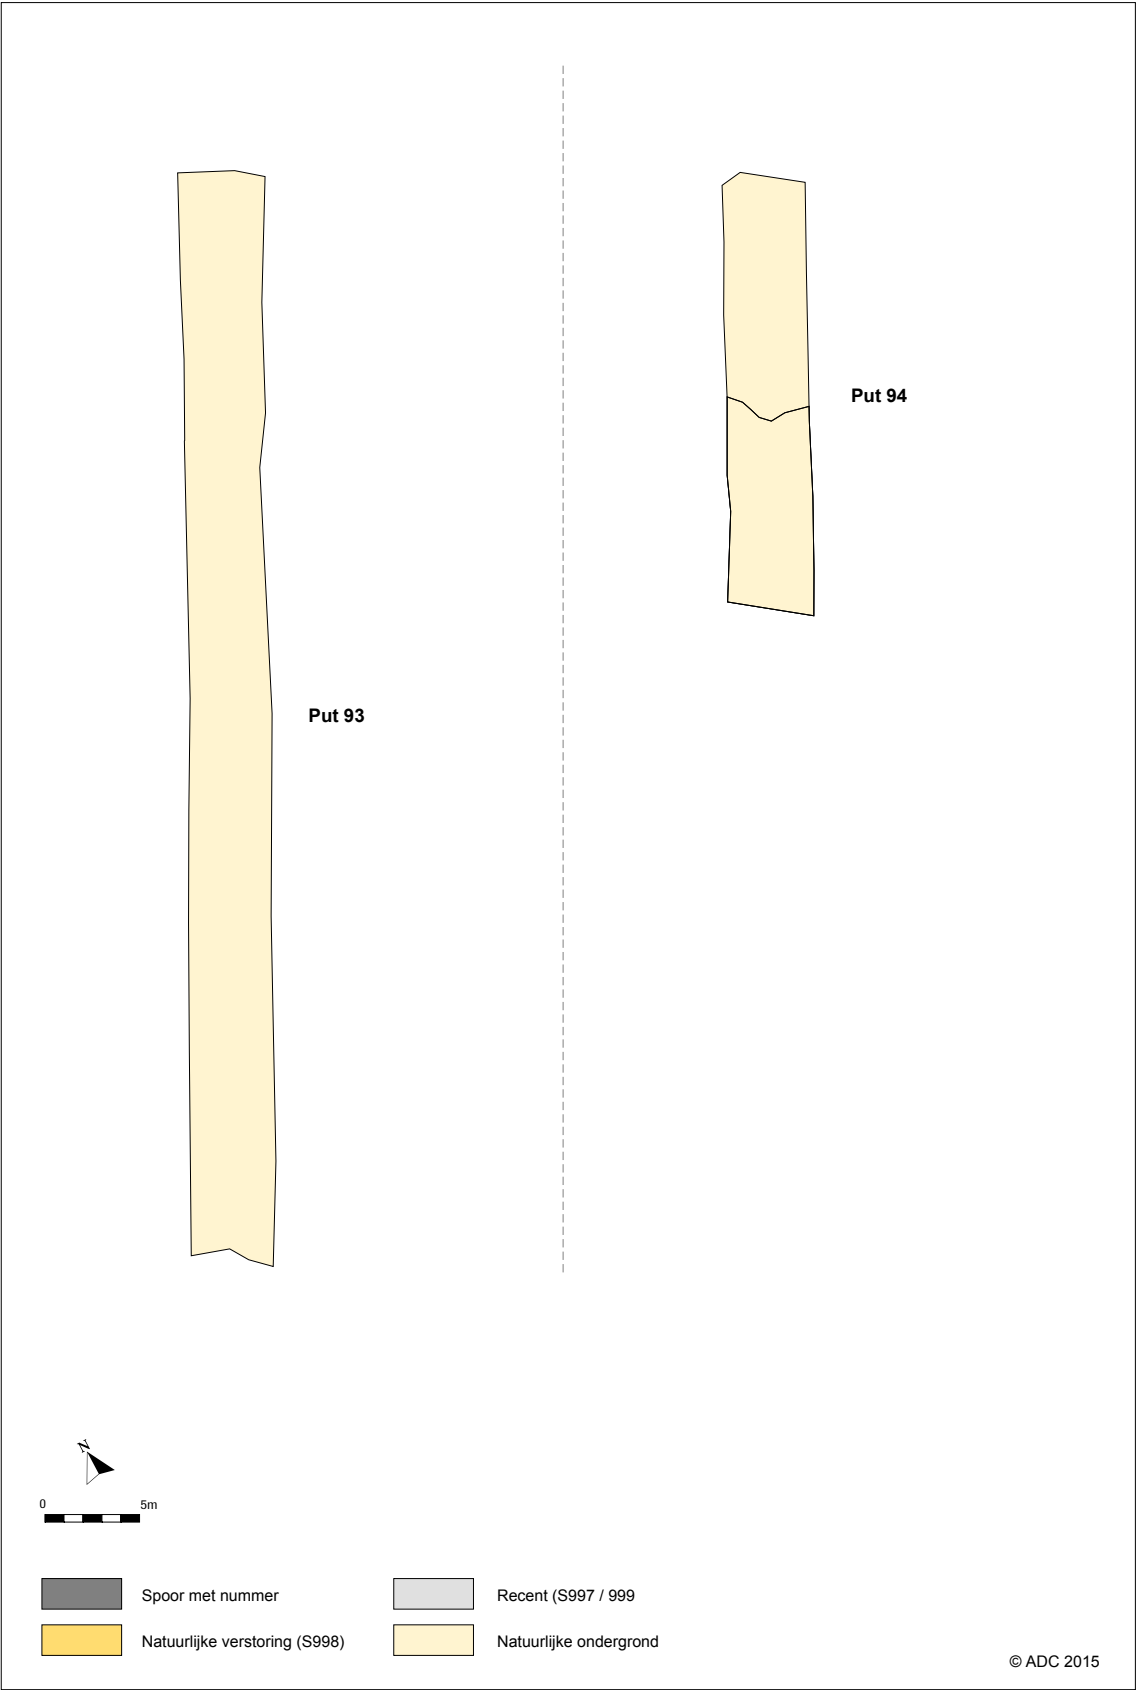 Put 94
Put 93
N
0 5m
Spoor met nummer
Recent (S997 / 999
Natuurlijke verstoring (S998)
Natuurlijke ondergrond
© ADC 2015